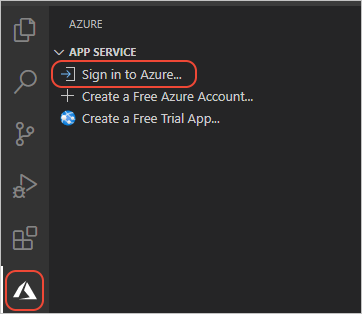 AZURE
APP SERVICE
Sign in to Azure...
Create a Free Azure Account...
Create a Free Trial App...